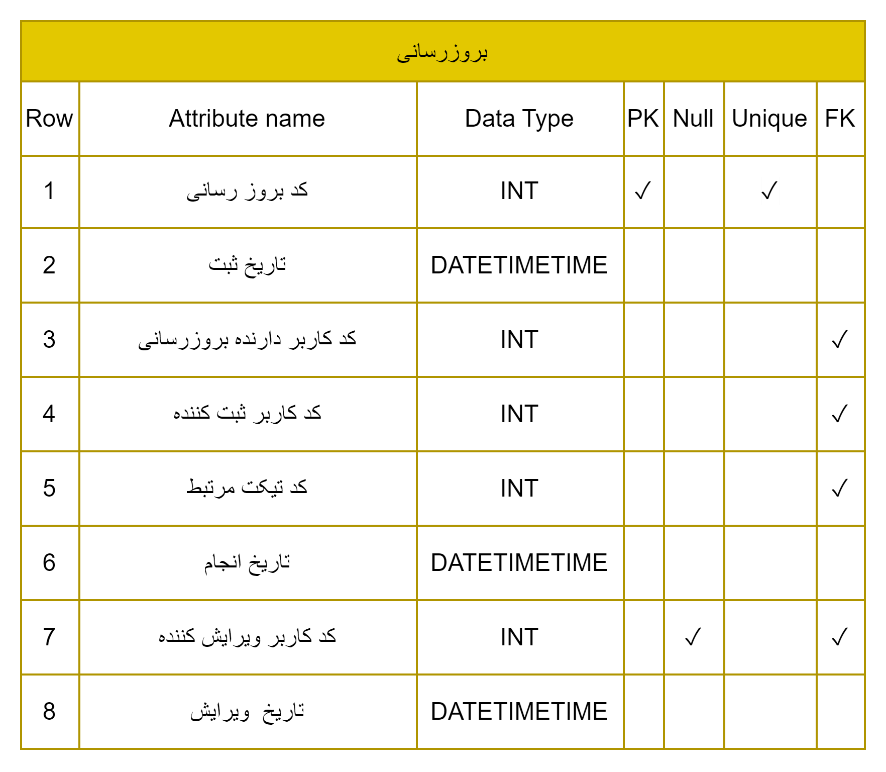 بروزرسانی
Row Attribute name Data Type PK Null Unique FK
1 کد بروز رسانی INT ✓ ✓
2 تاریخ ثبت DATETIMETIME
3 کد کاربر دارنده بروزرسانی INT ✓
4 کد کاربر ثبت کننده INT ✓
5 کد تیکت مرتبط INT ✓
6 تاریخ انجام DATETIMETIME
7 کد کاربر ویرایش کننده INT ✓ ✓
8 تاریخ ویرایش DATETIMETIME